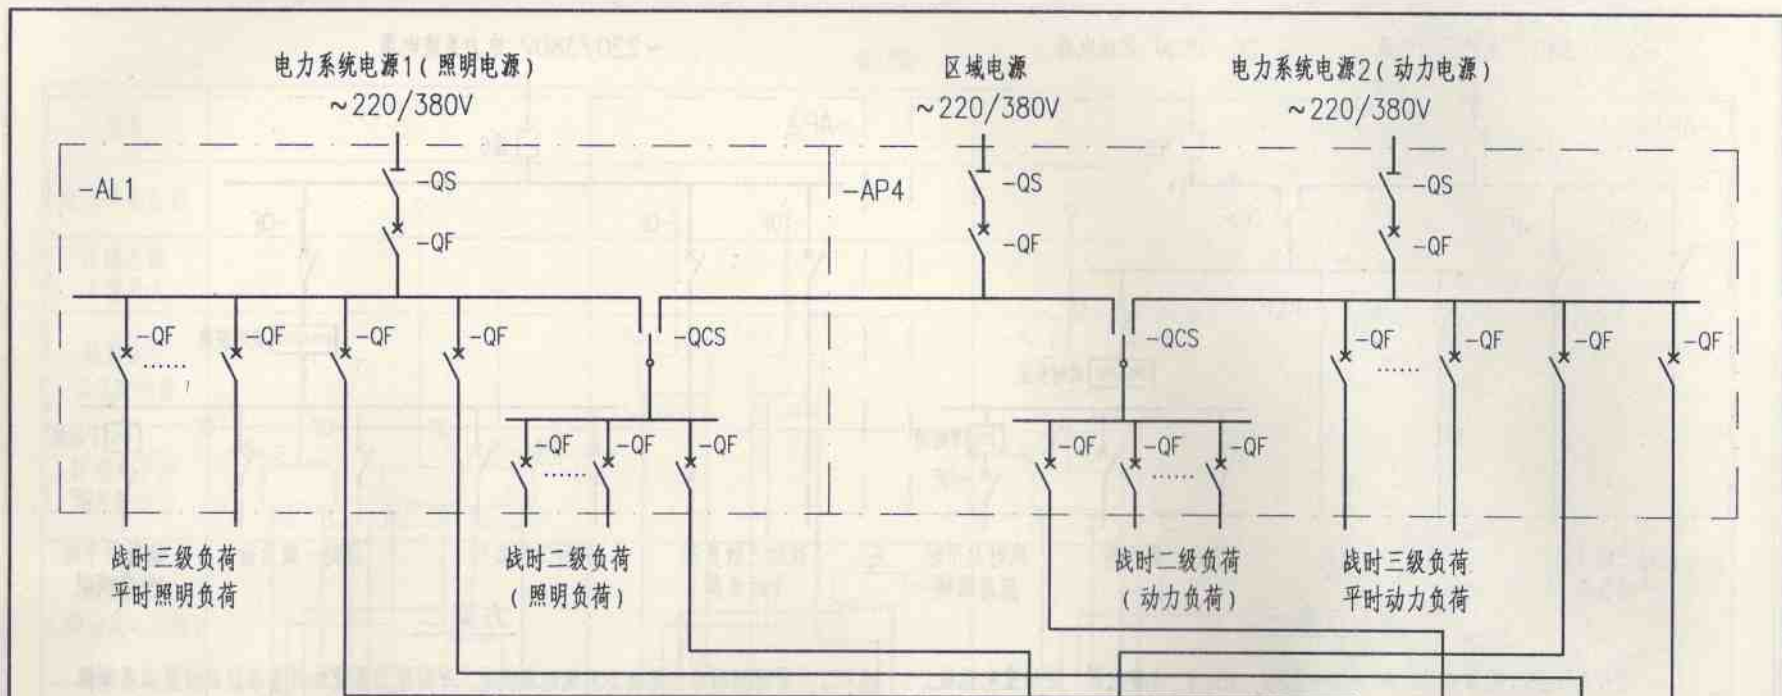 电力系统电源1(照明电源)
~220/380V
区域电源
~220/380V
电力系统电源2(动力电源)
~220/380V
-AL1
-QS
-QF
-AP4
-QS
-QF
-QS
-QF
-QF
-QF
-QF
-QF
-QCS
-QCS
-QF
-QF
-QF
-QF
-QF
-QF
-QF
-QF
-QF
-QF
战时三级负荷
平时照明负荷
战时二级负荷
(照明负荷)
战时二级负荷
(动力负荷)
战时三级负荷
平时动力负荷